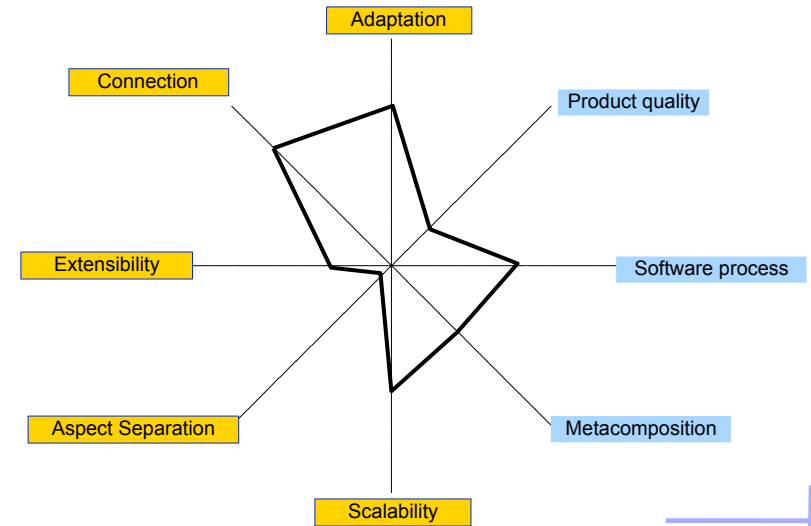 Adaptation
Connection
Product quality
Extensibility
Software process
Aspect Separation
Metacomposition
Scalability